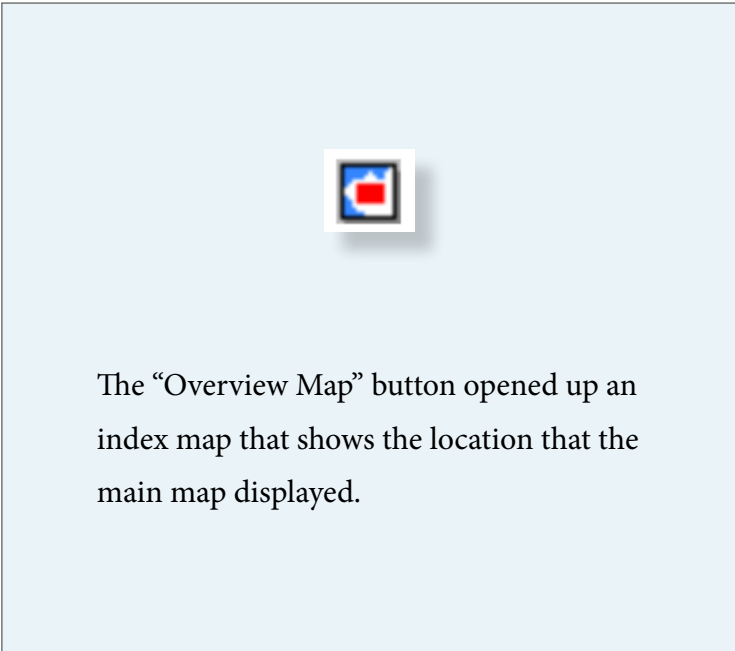 The “Overview Map” button opened up an
index map that shows the location that the
main map displayed.